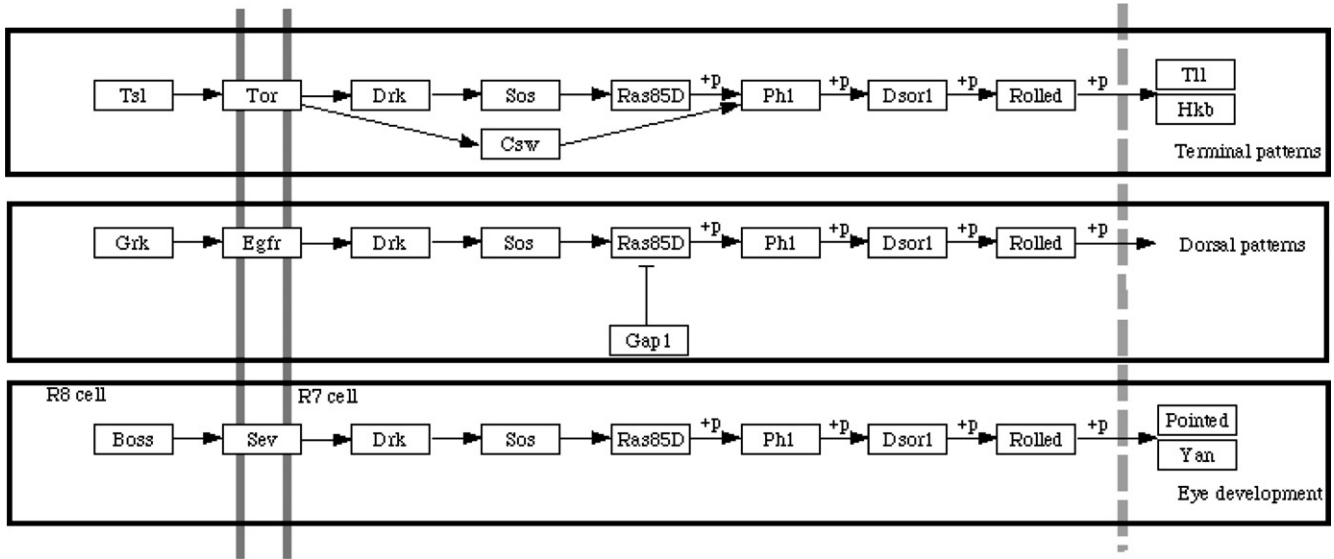 +p +p +p +p
Tsl Tor Drk Sos Ras85D Ph1 Dsor1 Rolled Tll
Hkb
Csw
Terminal patterns
+p +p +p +p
Grk Egfr Drk Sos Ras85D Ph1 Dsor1 Rolled Dorsal patterns
Gap1
R8 cell R7 cell
+p +p +p +p
Boss Sev Drk Sos Ras85D Ph1 Dsor1 Rolled Pointed
Yan
Eye development